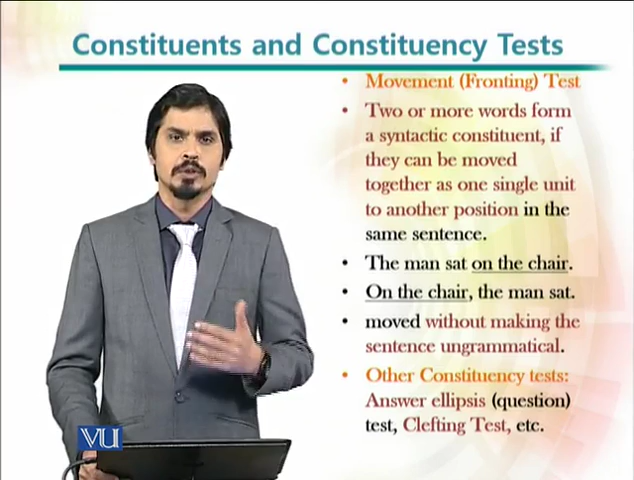 Constituents and Constituency Tests
• Movement (Fronting) Test
• Two or more words form
a syntactic constituent, if
they can be moved
together as one single unit
to another position in the
same sentence.
• The man sat on the chair.
• On the chair, the man sat.
• moved without making the
sentence ungrammatical.
• Other Constituency tests:
Answer ellipsis (question)
test, Clefting Test, etc.
VU